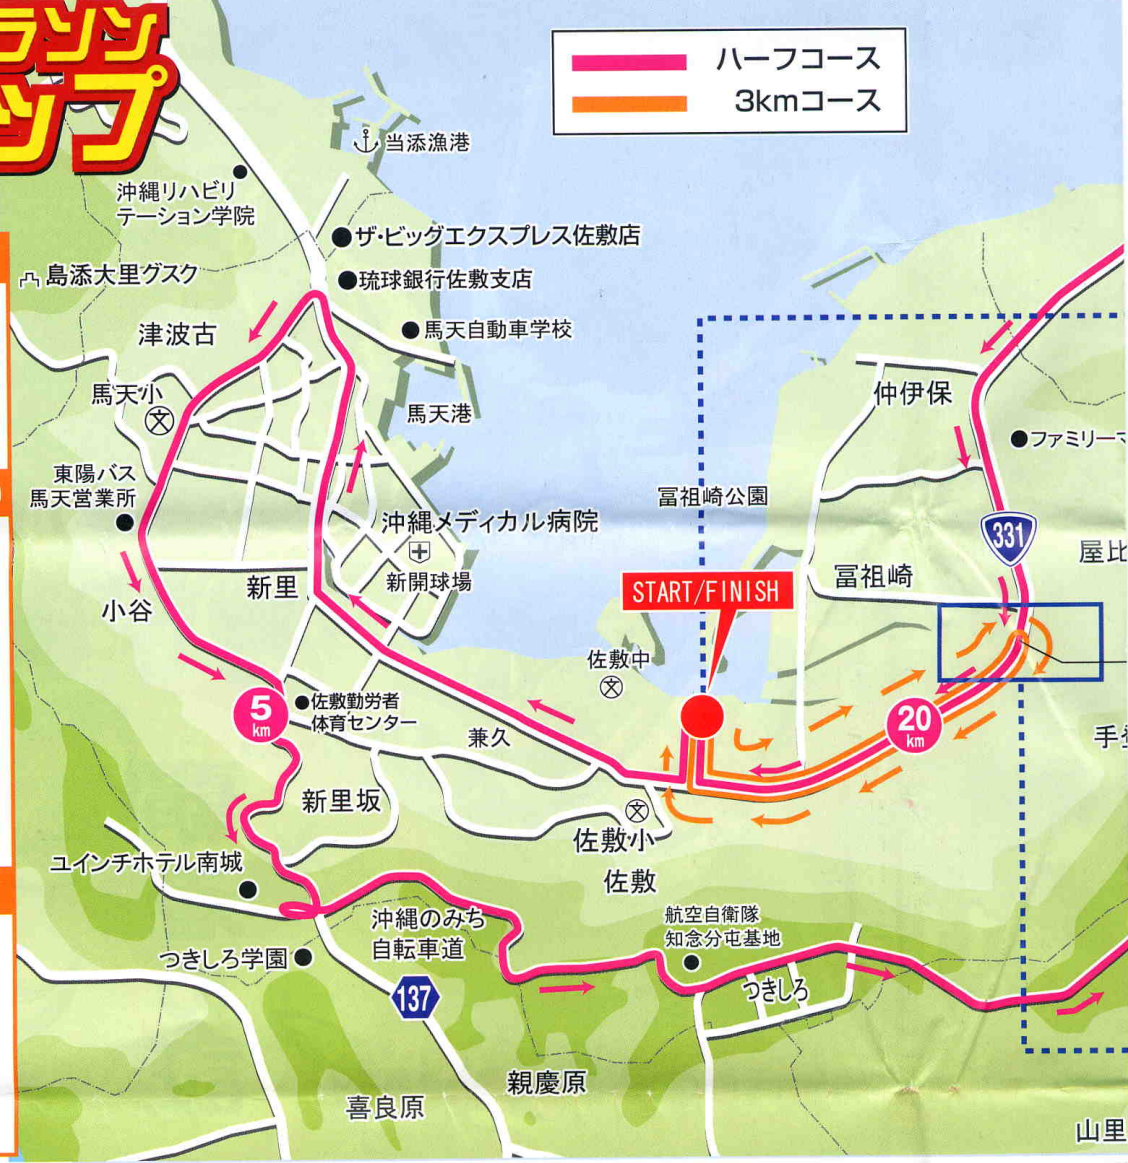 ラソン
ップ
ハーフコース
3kmコース
当添漁港
沖縄リハビリ
テーション学院
ザ・ビッグエクスプレス佐敷店
島添大里グスク
琉球銀行佐敷支店
津波古
馬天自動車学校
馬天小
馬天港
仲伊保
ファミリーマ
東陽バス
馬天営業所
冨祖崎公園
沖縄メディカル病院
331
屋比
新開球場
新里
START/FINISH
冨祖崎
小谷
佐敷中
5
km
佐敷勤労者
体育センター
兼久
20
km
手登
新里坂
佐敷小
ユインチホテル南城
佐敷
沖縄のみち
自転車道
航空自衛隊
知念分屯基地
つきしろ学園
137
つきしろ
親慶原
喜良原
山里